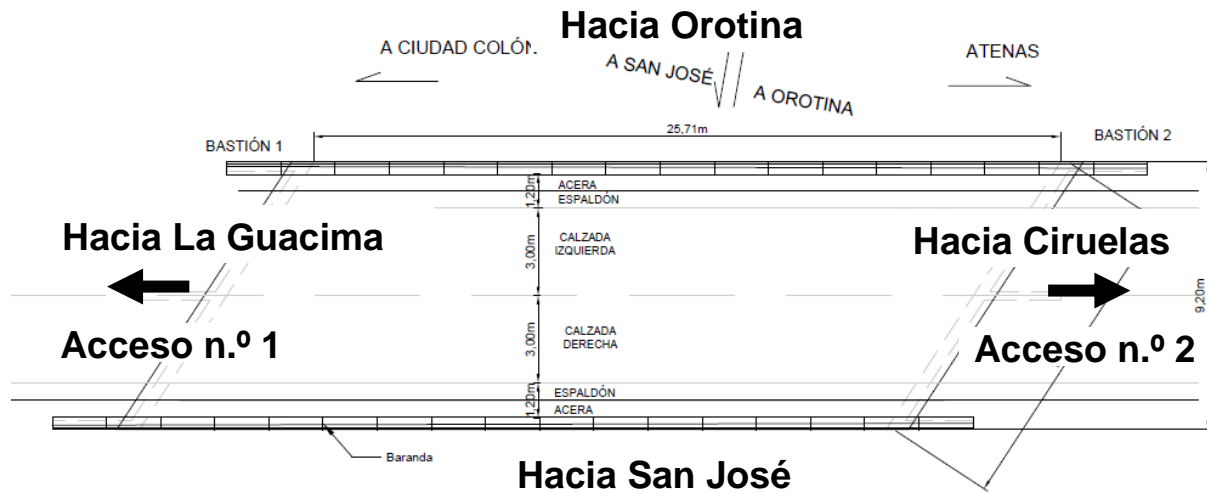 Hacia Orotina
A CIUDAD COLÓN
A SAN JOSÉ
A OROTINA
ATENAS
25,71m
BASTIÓN 1
BASTIÓN 2
1,20m
ACERA
ESPALDÓN
Hacia La Guacima
3,00m
CALZADA
IZQUIERDA
Hacia Ciruelas
9,20m
Acceso n.º 1
3,00m
CALZADA
DERECHA
Acceso n.º 2
1,20m
ESPALDÓN
ACERA
Baranda
Hacia San José